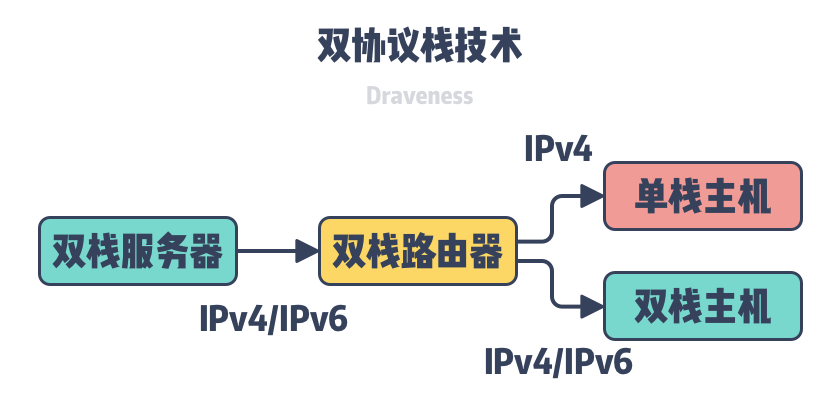 双协议栈技术
Draveness
IPv4
单栈主机
双栈服务器
双栈路由器
双栈主机
IPv4/IPv6
IPv4/IPv6